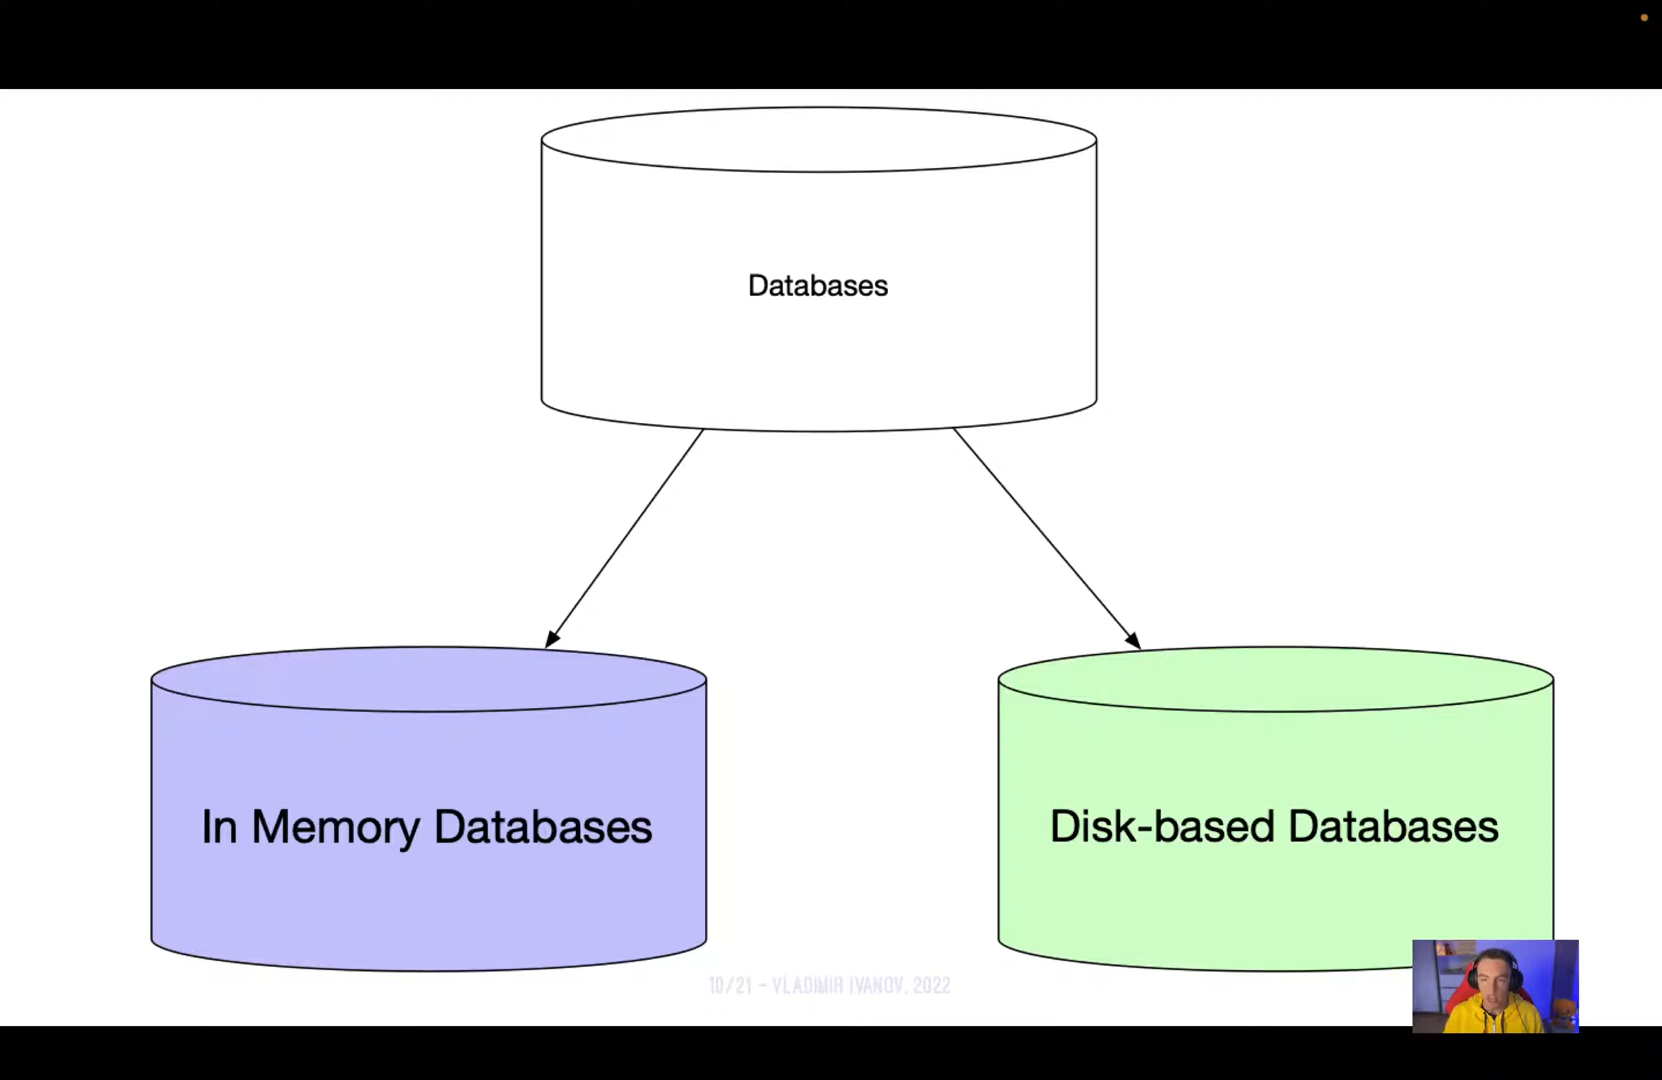 Databases
In Memory Databases
Disk-based Databases
10/21 - VLADIMIR IVANOV, 2022